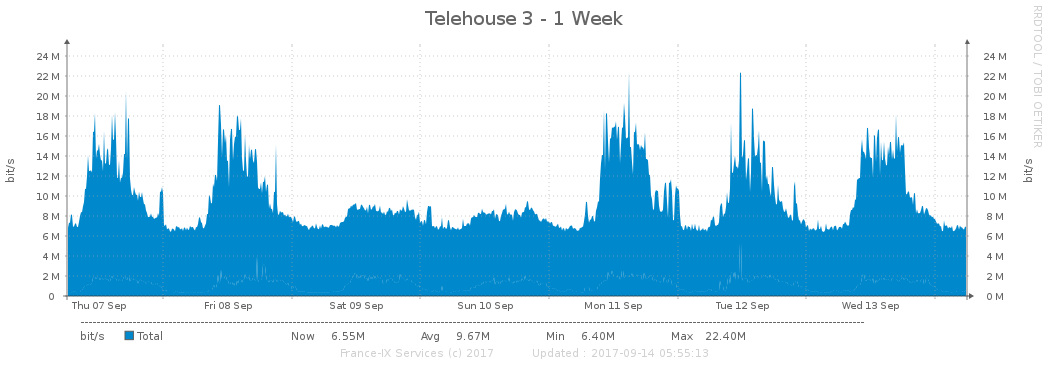 Telehouse 3 - 1 Week
RRDTOOL / TOBI OETIKER
bit/s
24 M 24 M
22 M 22 M
20 M 20 M
18 M 18 M
16 M 16 M
14 M 14 M
12 M 12 M
10 M 10 M
8 M 8 M
6 M 6 M
4 M 4 M
2 M 2 M
0 0 M
bit/s
Thu 07 Sep Fri 08 Sep Sat 09 Sep Sun 10 Sep Mon 11 Sep Tue 12 Sep Wed 13 Sep
bit/s Total Now 6.55M Avg 9.67M Min 6.40M Max 22.40M
France-IX Services (c) 2017 Updated : 2017-09-14 05:55:13